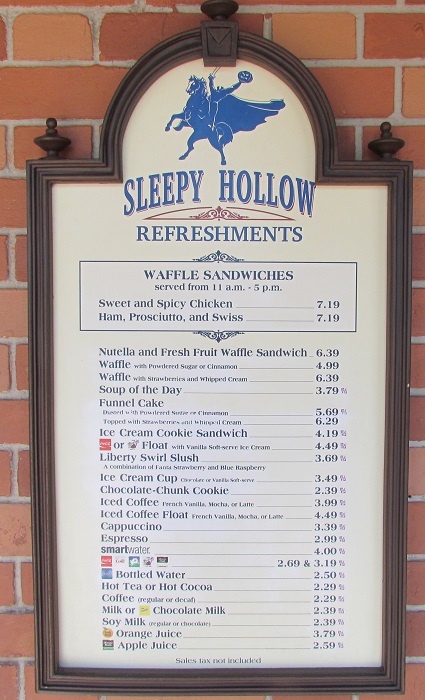 SLEEPY HOLLOW
REFRESHMENTS
WAFFLE SANDWICHES
served from 11 a.m. - 5 p.m.
Sweet and Spicy Chicken 7.19
Ham, Prosciutto, and Swiss 7.19
Nutella and Fresh Fruit Waffle Sandwich 6.39
Waffle with Powdered Sugar or Cinnamon 4.99
Waffle with Strawberries and Whipped Cream 6.39
Soup of the Day 3.79
Funnel Cake
Dusted with Powdered Sugar or Cinnamon 5.69
Topped with Strawberries and Whipped Cream 6.29
Ice Cream Cookie Sandwich 4.19
or Float with Vanilla Soft-serve Ice Cream 4.49
Liberty Swirl Slush 3.69
A combination of Fanta Strawberry and Blue Raspberry
Ice Cream Cup Chocolate or Vanilla Soft-serve 3.49
Chocolate-Chunk Cookie 2.39
Iced Coffee French Vanilla, Mocha, or Latte 3.99
Iced Coffee Float French Vanilla, Mocha, or Latte 4.49
Cappuccino 3.39
Espresso 2.99
smartwater. 4.00
2.69 & 3.19
Bottled Water 2.50
Hot Tea or Hot Cocoa 2.29
Coffee (regular or decaf) 2.29
Milk or Chocolate Milk 2.39
Soy Milk (regular or chocolate) 2.39
Orange Juice 3.79
Apple Juice 2.59
Sales tax not included